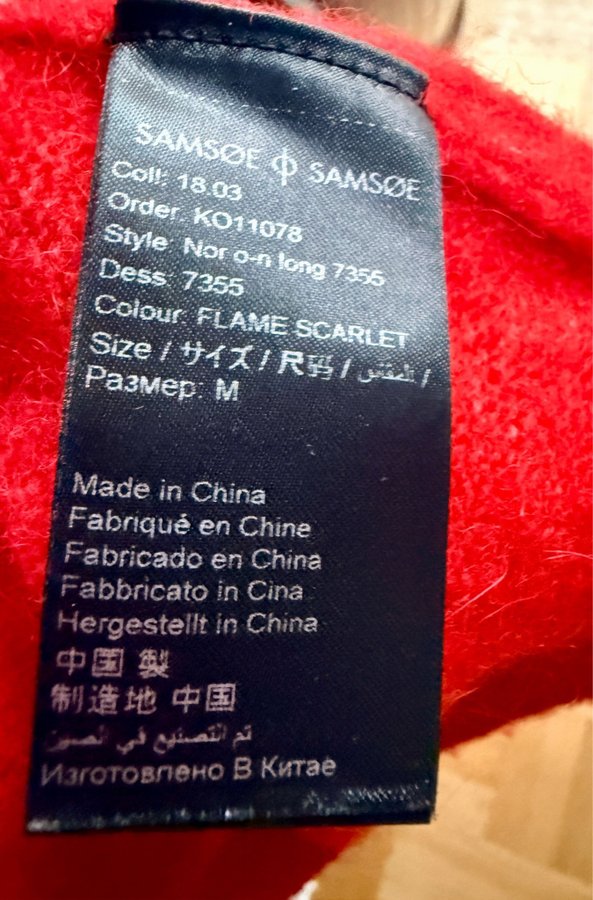 SAMSØE ф SAMSØE
Coll: 18.03
Order: KO11078
Style: Nor o-n long 7355
Dess: 7355
Colour: FLAME SCARLET
Size / サイズ / 尺码 / المقاس /
Размер: M
Made in China
Fabriqué en Chine
Fabricado en China
Fabbricato in Cina
Hergestellt in China
中国 製
制造地 中国
تم التصنيع في الصين
Изготовлено В Китае